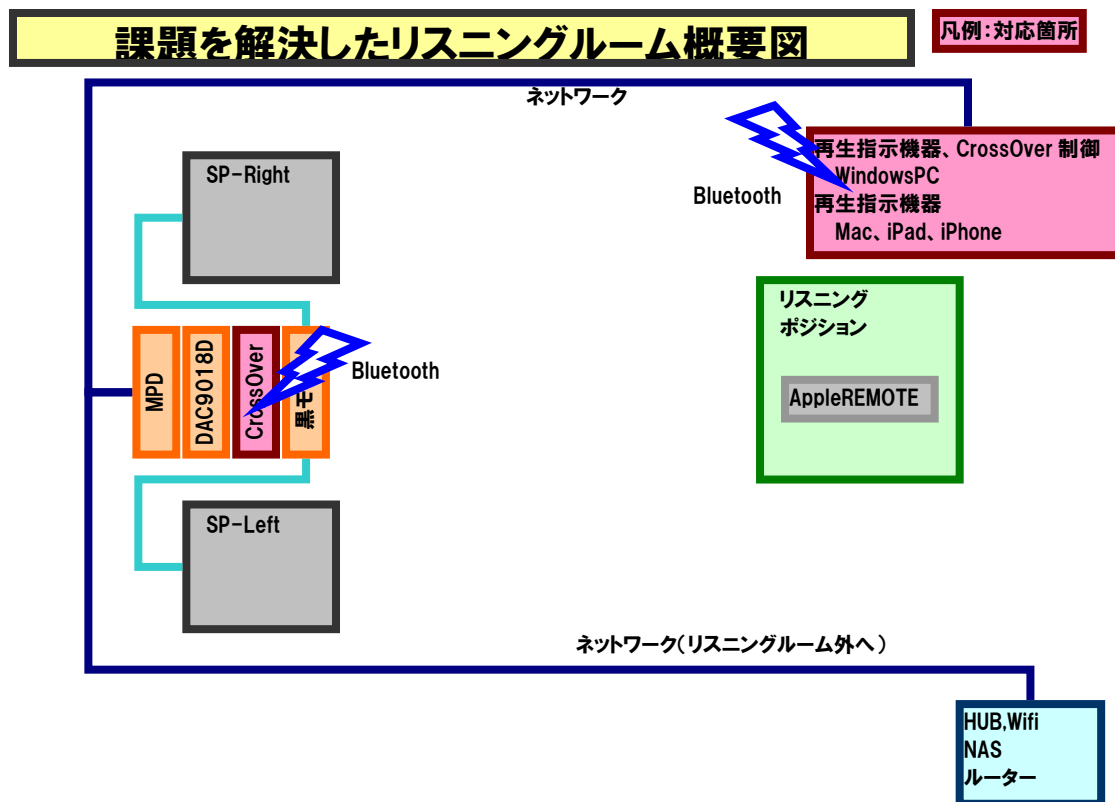 課題を解決したリスニングルーム概要図
凡例：対応箇所
ネットワーク
再生指示機器、CrossOver 制御
WindowsPC
再生指示機器
Mac、iPad、iPhone
Bluetooth
SP-Right
リスニング
ポジション
AppleREMOTE
MPD
DAC9018D
CrossOver
黒モ
Bluetooth
SP-Left
ネットワーク（リスニングルーム外へ）
HUB,Wifi
NAS
ルーター